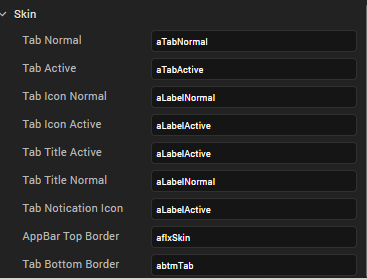 Skin
Tab Normal aTabNormal
Tab Active aTabActive
Tab Icon Normal aLabelNormal
Tab Icon Active aLabelActive
Tab Title Active aLabelActive
Tab Title Normal aLabelNormal
Tab Notication Icon aLabelActive
AppBar Top Border aflxSkin
Tab Bottom Border abtmTab